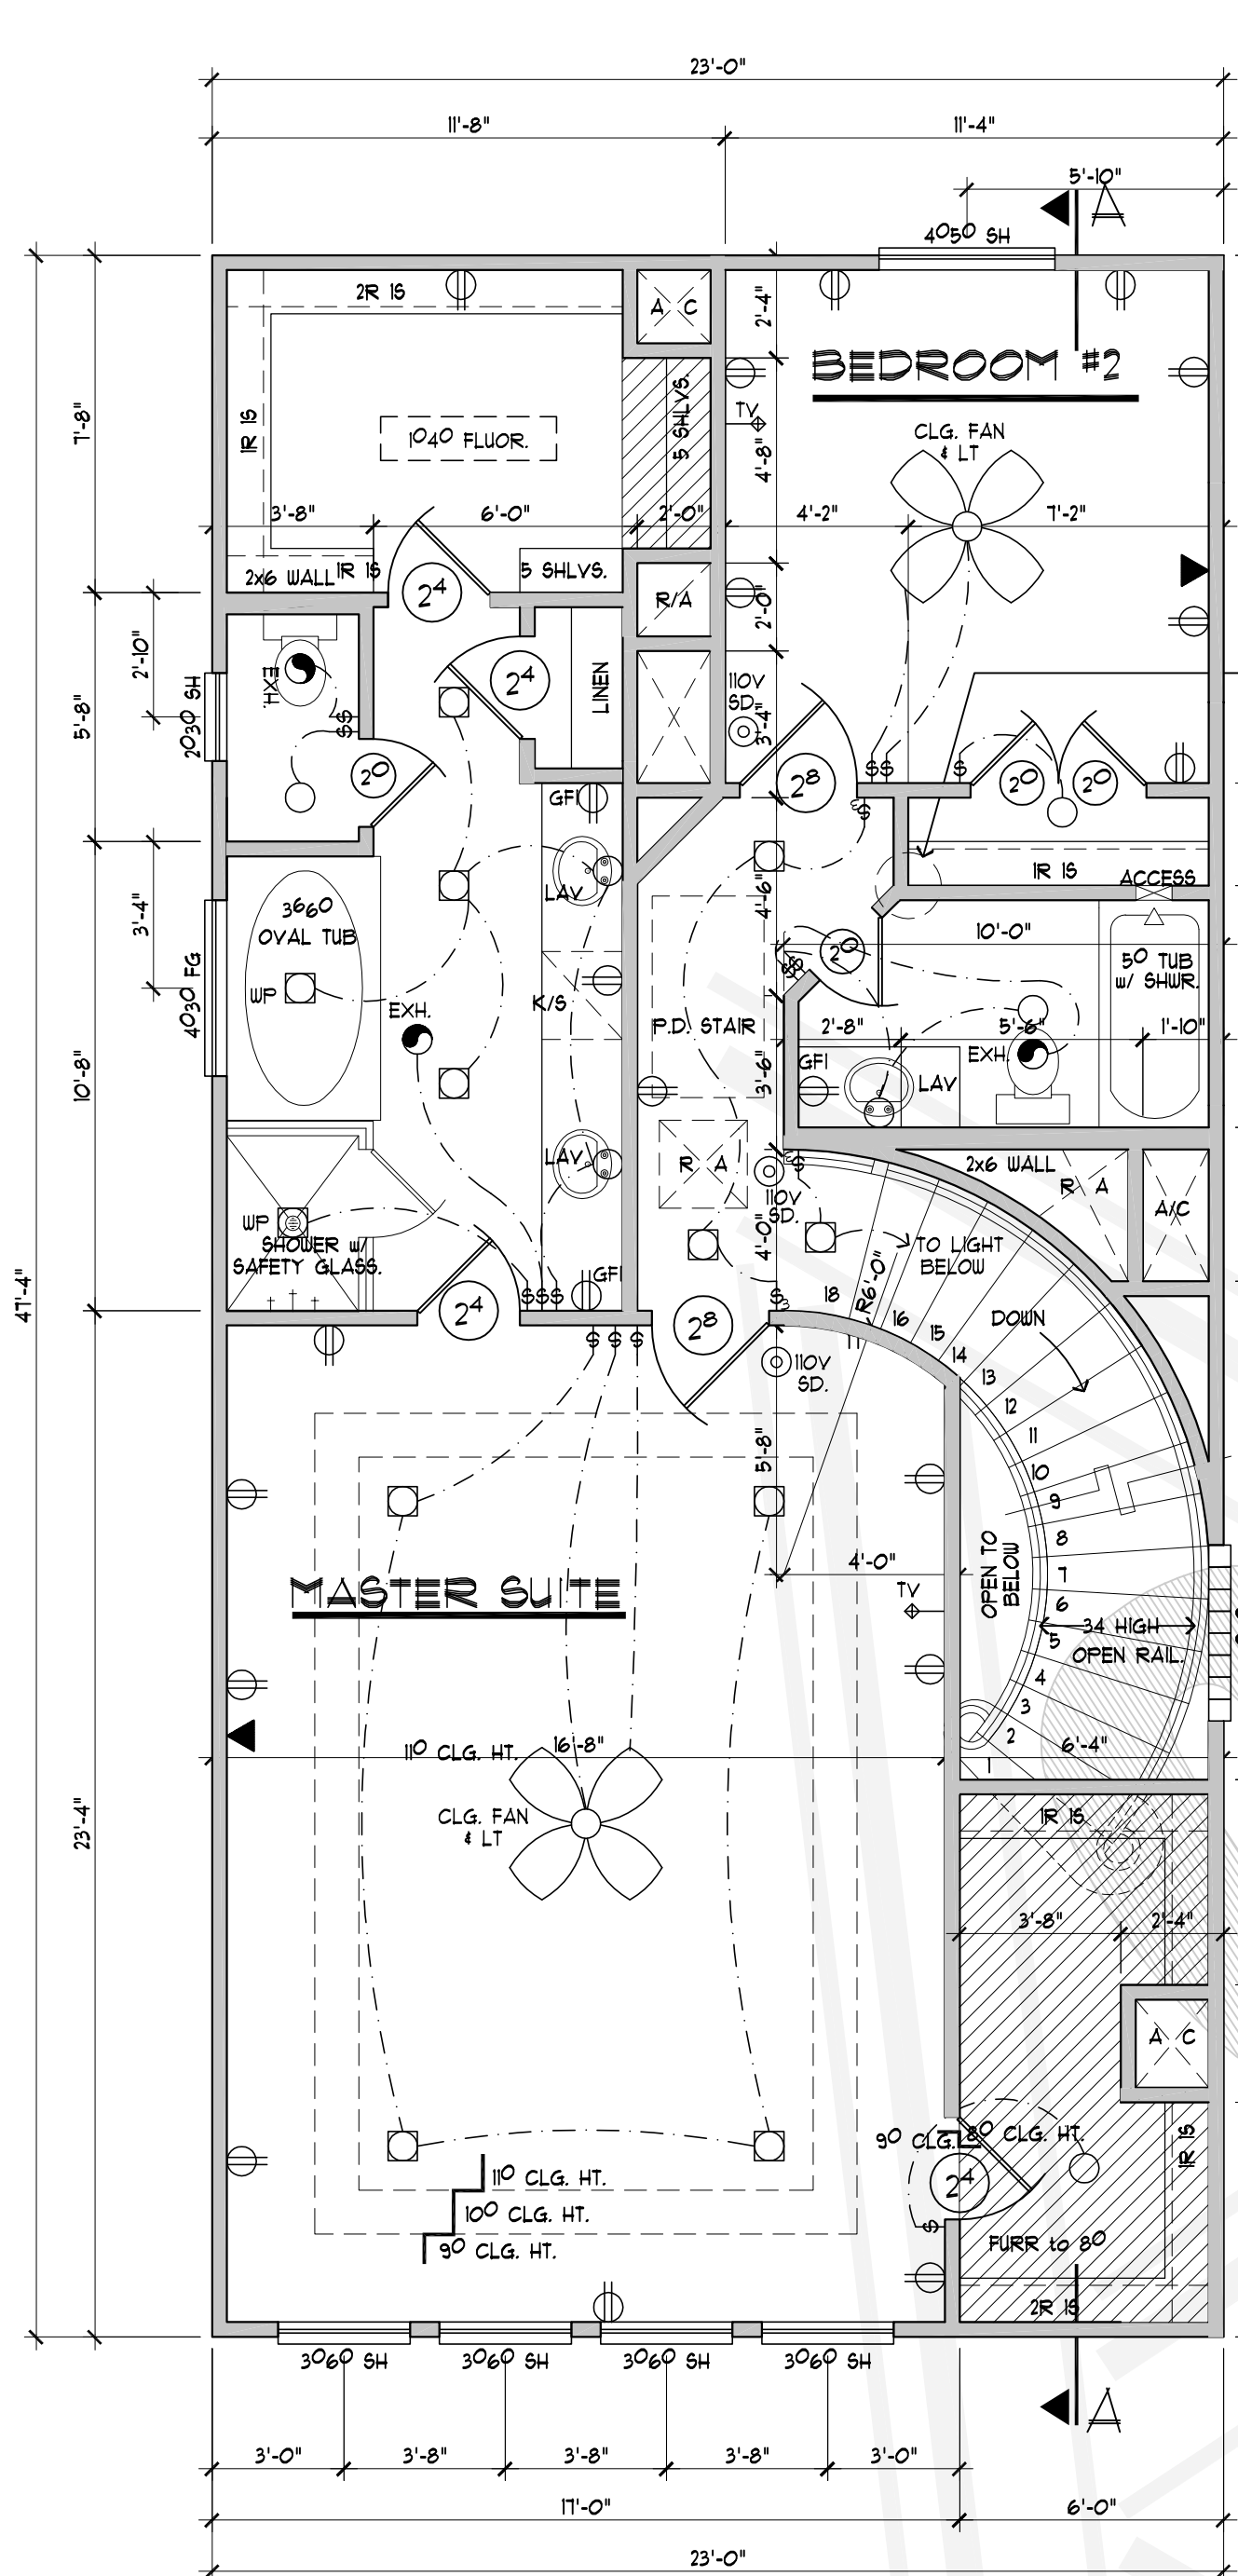 23'-0"
11'-8"
11'-4"
5'-10"
A
4050 SH
2R 1S
A C
2'-4"
BEDROOM #2
7'-8"
1R 1S
1040 FLUOR.
5 SHLVS.
TV
4'-8"
CLG. FAN
& LT
3'-8"
6'-0"
2'-0"
4'-2"
7'-2"
2x6 WALL
1R 1S
5 SHLVS.
24
R/A
2'-0"
2'-10"
5'-8"
2030 SH
EXH.
$$
24
LINEN
110V
SD.
3'-4"
20
28
$$
$
20
20
GFI
$3
LAV
1R 1S
ACCESS
3'-4"
3660
OVAL TUB
4'-6"
10'-0"
4030 FG
WP
K/S
EXH.
$$
20
50 TUB
w/ SHWR.
P.D. STAIR
2'-8"
5'-6"
1'-10"
10'-8"
GFI
EXH.
LAV
3'-6"
LAV
R A
$3
2x6 WALL
R A
A/C
110V
SD.
WP
SHOWER w/
SAFETY GLASS.
4'-0"
TO LIGHT
BELOW
47'-4"
GFI
$$$
24
28
$3
18
R6'-0"
17
16
15
14
13
12
11
10
9
8
7
6
5
4
3
2
1
DOWN
$ $ $
110V
SD.
5'-8"
4'-0"
TV
OPEN TO
BELOW
34 HIGH
OPEN RAIL.
MASTER SUITE
6'-4"
110 CLG. HT.
16'-8"
CLG. FAN
& LT
23'-4"
1R 1S
3'-8"
2'-4"
A C
90 CLG.
80 CLG. HT.
24
1R 1S
$
110 CLG. HT.
100 CLG. HT.
90 CLG. HT.
FURR to 80
2R 1S
3060 SH
3060 SH
3060 SH
3060 SH
A
3'-0"
3'-8"
3'-8"
3'-8"
3'-0"
17'-0"
6'-0"
23'-0"